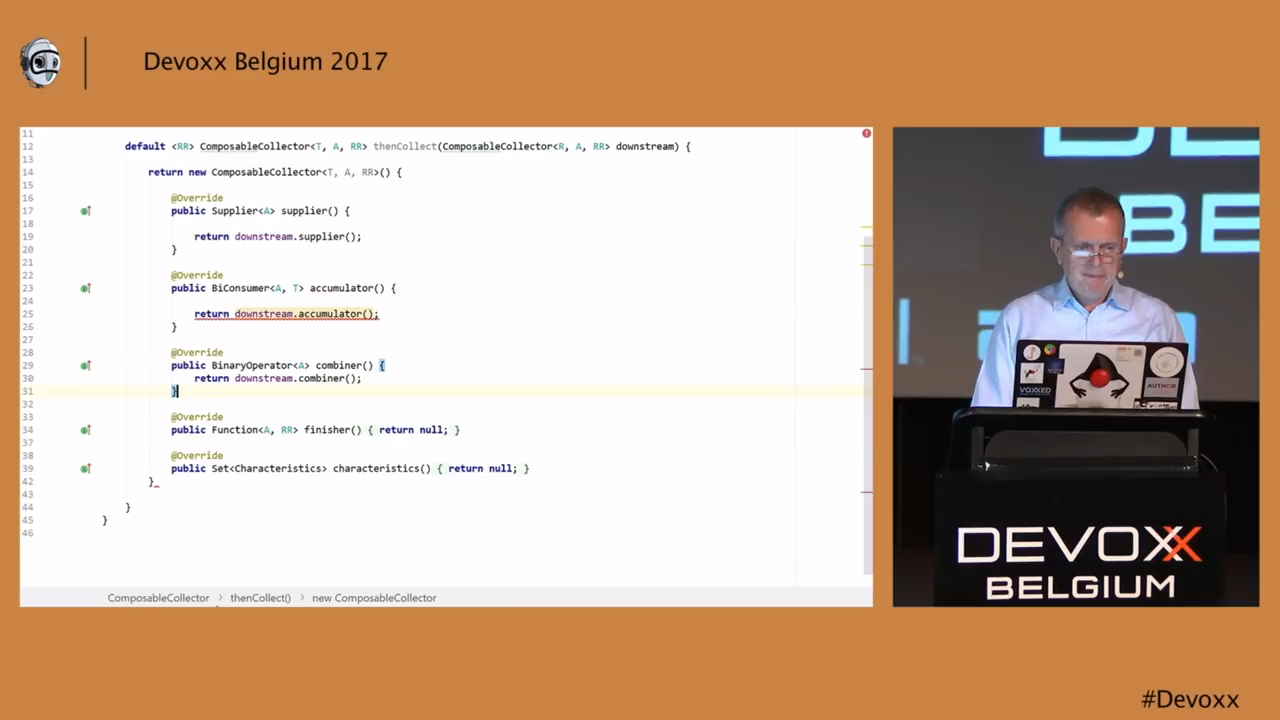 Devoxx Belgium 2017
11
12 default <RR> ComposableCollector<T, A, RR> thenCollect(ComposableCollector<R, A, RR> downstream) {
13
14 return new ComposableCollector<T, A, RR>() {
15
16 @Override
17 public Supplier<A> supplier() {
18
19 return downstream.supplier();
20 }
21
22 @Override
23 public BiConsumer<A, T> accumulator() {
24
25 return downstream.accumulator();
26 }
27
28 @Override
29 public BinaryOperator<A> combiner() {
30 return downstream.combiner();
31 }
32
33 @Override
34 public Function<A, RR> finisher() { return null; }
37
38 @Override
39 public Set<Characteristics> characteristics() { return null; }
42 }
43
44 }
45 }
46
ComposableCollector > thenCollect() > new ComposableCollector
BE
VOXXED
AUTHOR
DEVOXX
BELGIUM
#Devoxx